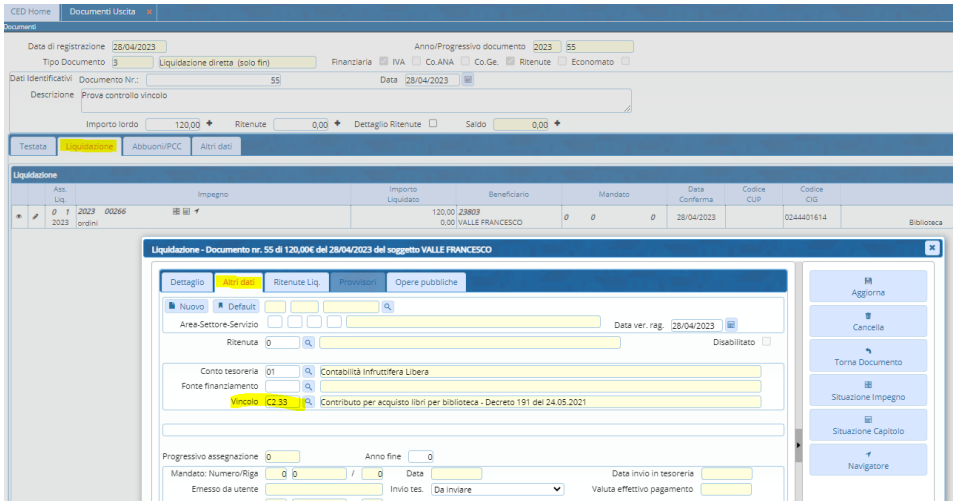 CED Home Documenti Uscita ×
Documenti
Data di registrazione 28/04/2023 Anno/Progressivo documento 2023 55
Tipo Documento 3 Liquidazione diretta (solo fin) Finanziaria IVA Co.ANA Co.Ge. Ritenute Economato
Dati Identificativi Documento Nr.: 55 Data 28/04/2023
Descrizione Prova controllo vincolo
Importo lordo 120,00 Ritenute 0,00 Dettaglio Ritenute Saldo 0,00
Testata Liquidazione Abbuoni/PCC Altri dati
Liquidazione
Ass. Liq. Impegno Importo Liquidato Beneficiario Mandato Data Conferma Codice CUP Codice CIG
0 1 2023 00266 120,00 23803 0 0 0 28/04/2023 0244401614
2023 ordini 0,00 VALLE FRANCESCO Biblioteca
Liquidazione - Documento nr. 55 di 120,00€ del 28/04/2023 del soggetto VALLE FRANCESCO
Dettaglio Altri dati Ritenute Liq. Provvisori Opere pubbliche
Nuovo Default
Area-Settore-Servizio Data ver. rag. 28/04/2023
Ritenuta 0 Disabilitato
Conto tesoreria 01 Contabilità Infruttifera Libera
Fonte finanziamento
Vincolo C2.33 Contributo per acquisto libri per biblioteca - Decreto 191 del 24.05.2021
Progressivo assegnazione 0 Anno fine 0
Mandato: Numero/Riga 0 0 / 0 Data Data invio in tesoreria
Emesso da utente Invio tes. Da inviare Valuta effettivo pagamento
Aggiorna
Cancella
Torna Documento
Situazione Impegno
Situazione Capitolo
Navigatore